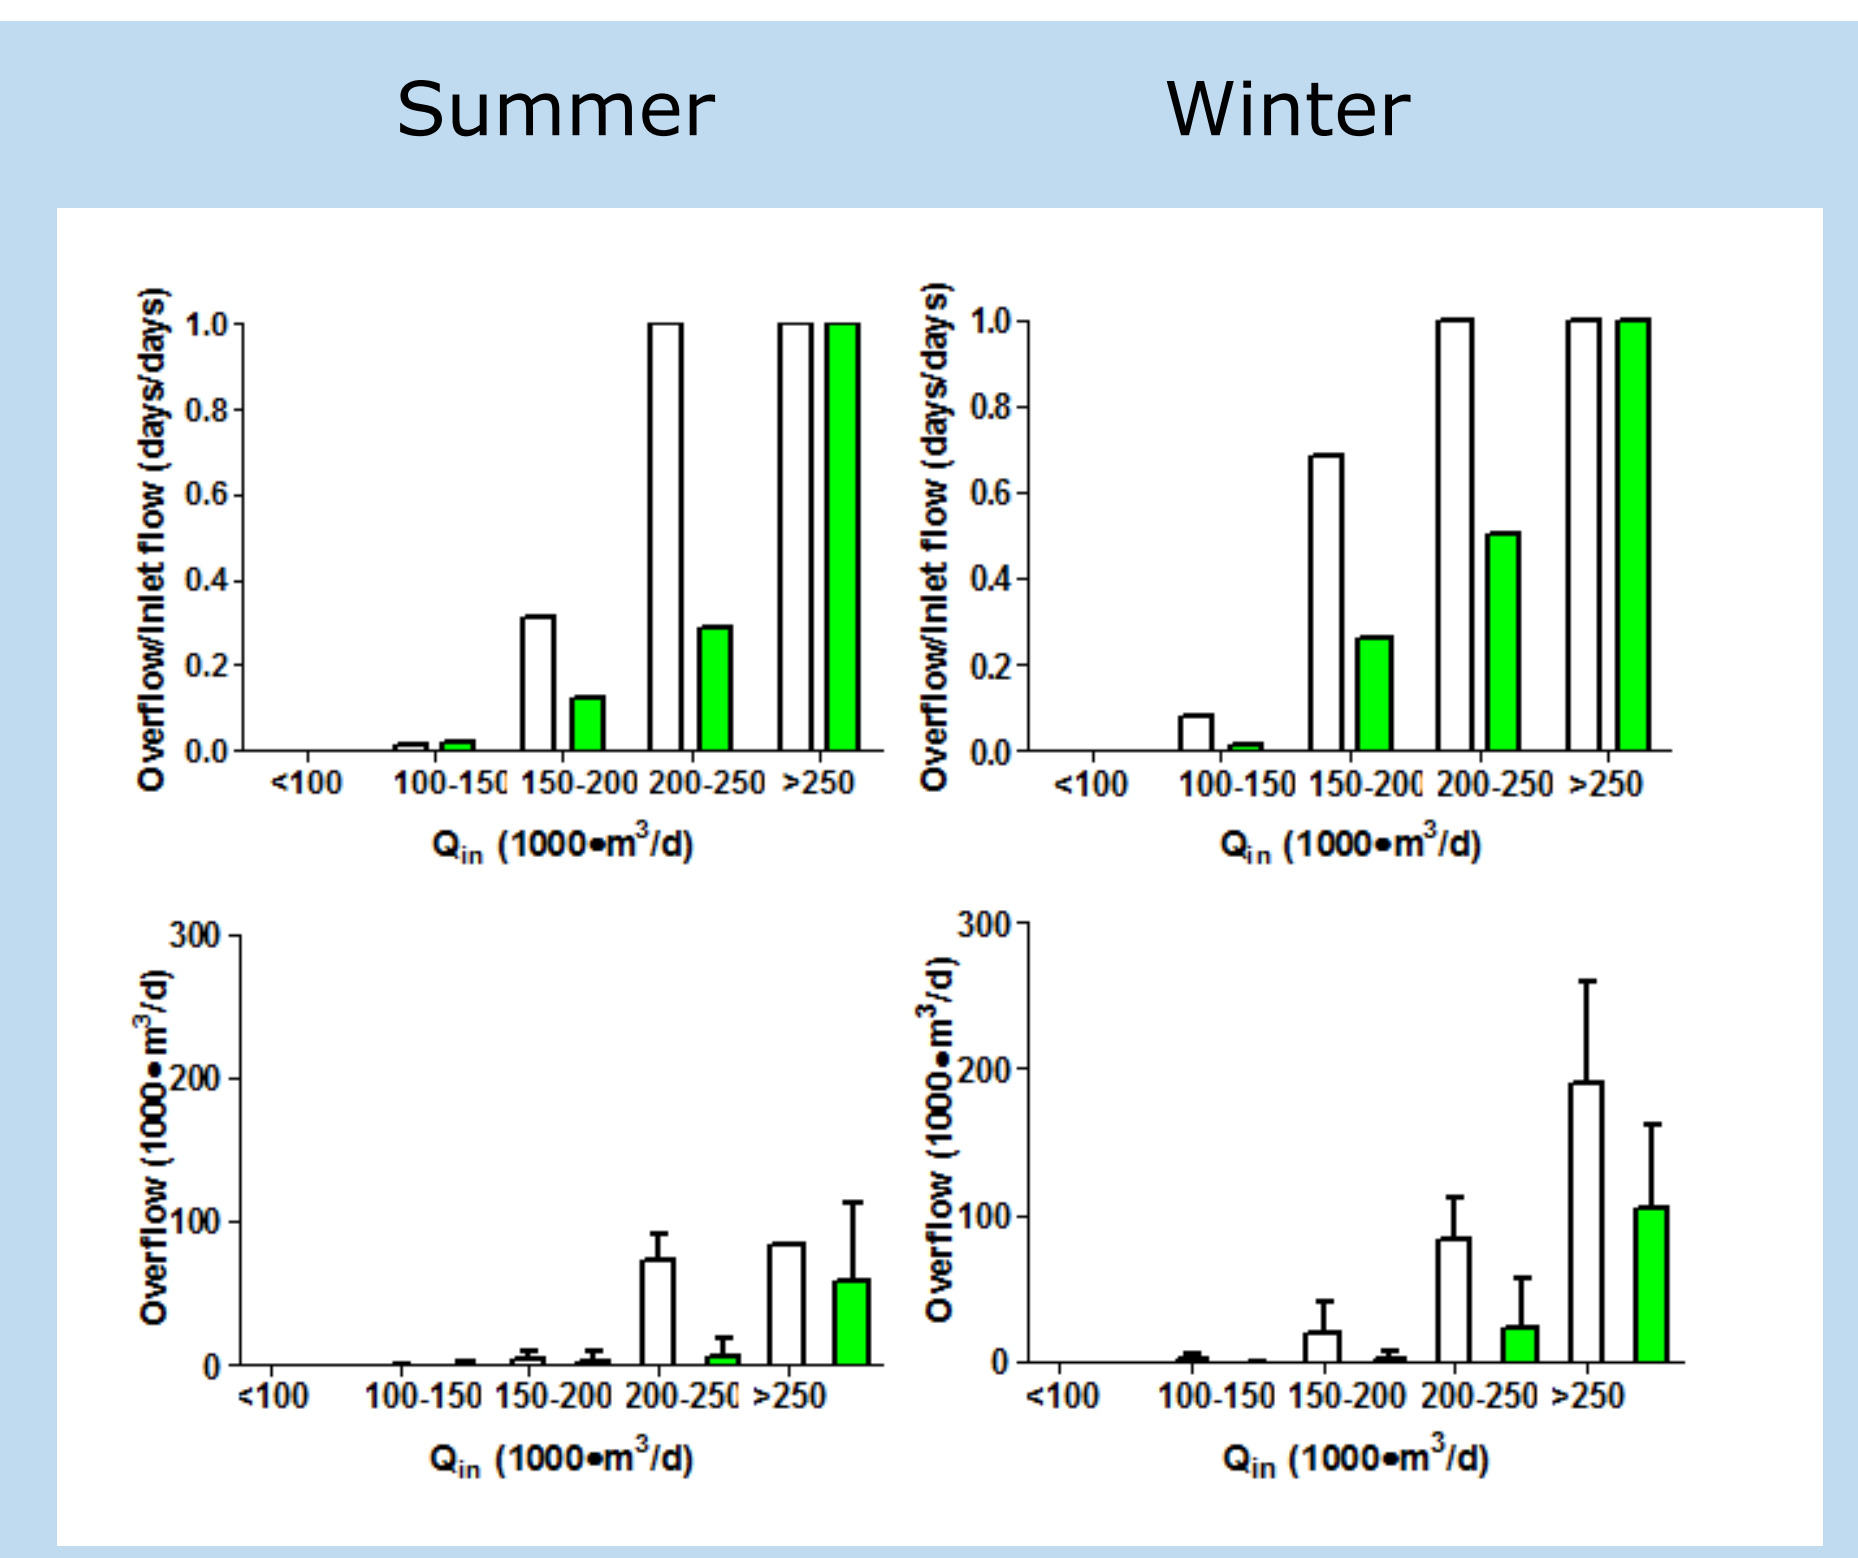 Summer
Winter
Overflow/Inlet flow (days/days)
1.0
0.8
0.6
0.4
0.2
0.0
<100 100-150 150-200 200-250 >250
Qin (1000•m³/d)
Overflow/Inlet flow (days/days)
1.0
0.8
0.6
0.4
0.2
0.0
<100 100-150 150-200 200-250 >250
Qin (1000•m³/d)
Overflow (1000•m³/d)
300
200
100
0
<100 100-150 150-200 200-250 >250
Qin (1000•m³/d)
Overflow (1000•m³/d)
300
200
100
0
<100 100-150 150-200 200-250 >250
Qin (1000•m³/d)